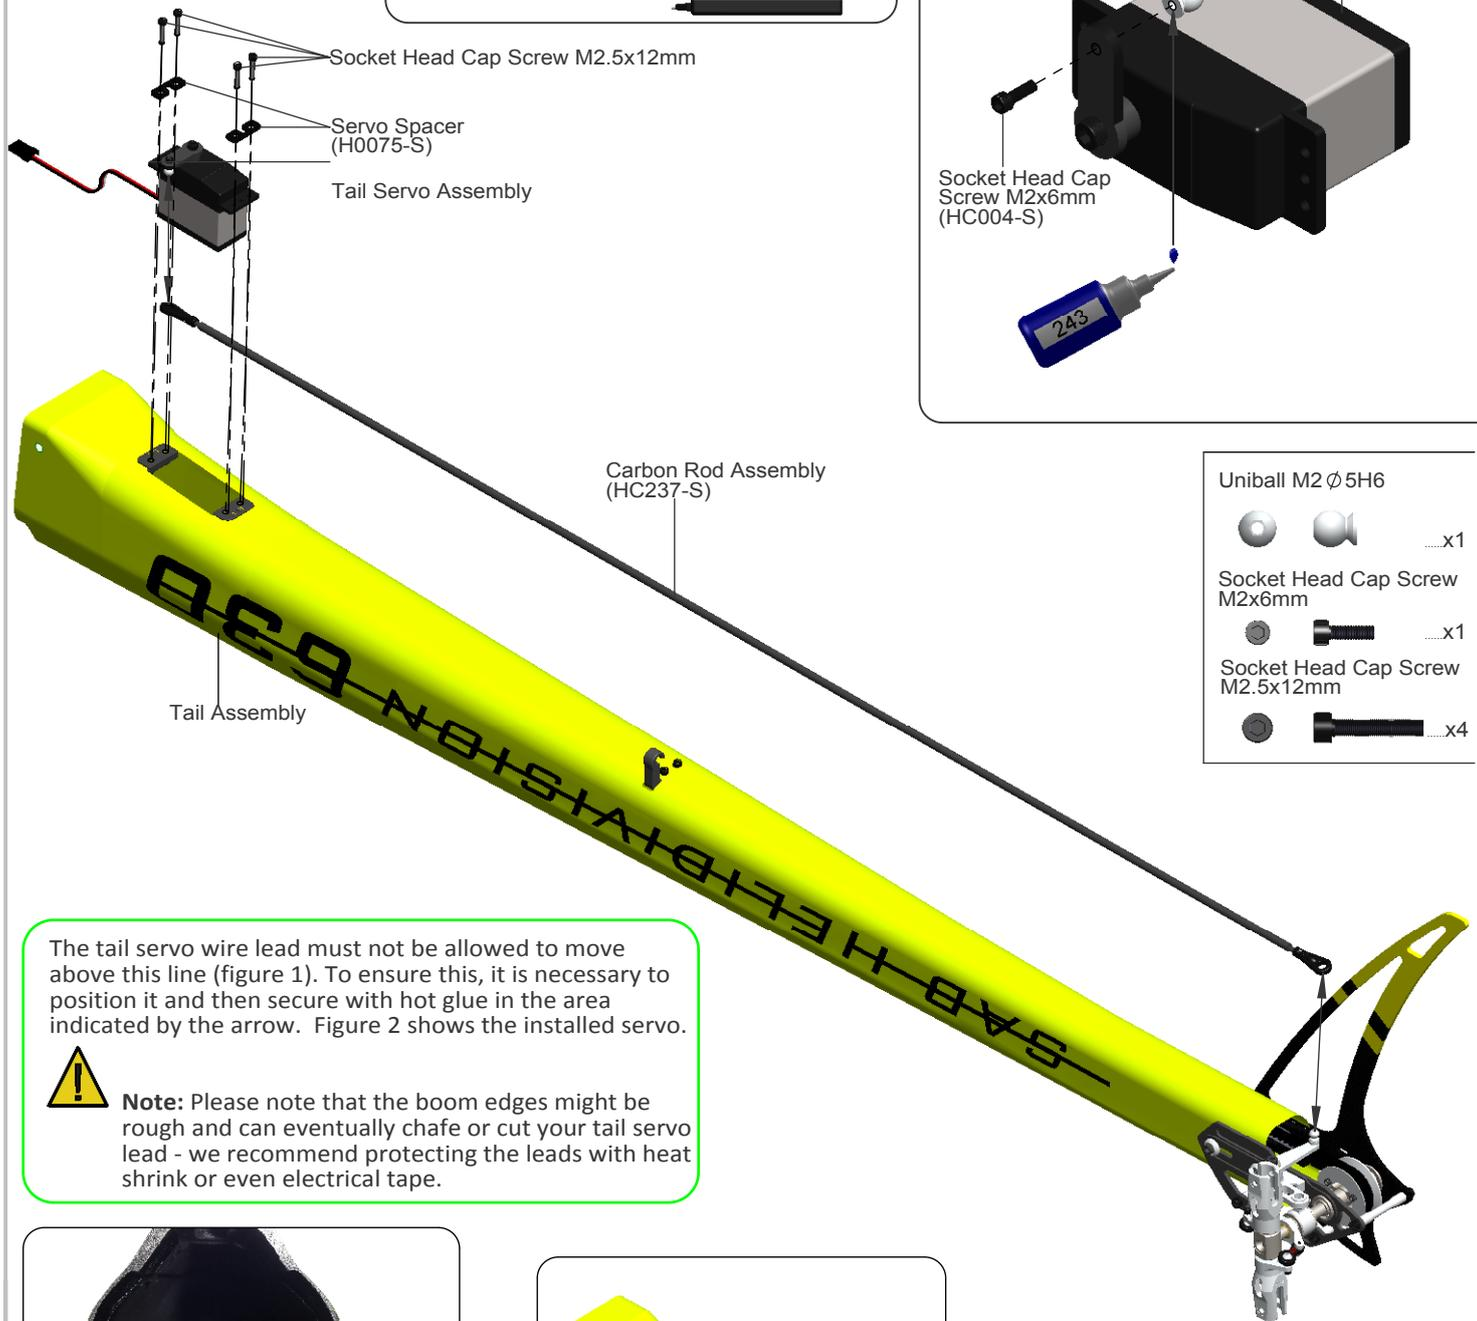 Socket Head Cap Screw M2.5x12mm
Servo Spacer
(H0075-S)
Tail Servo Assembly
Socket Head Cap
Screw M2x6mm
(HC004-S)
243
Carbon Rod Assembly
(HC237-S)
Uniball M2 Ø 5H6
......x1
Socket Head Cap Screw
M2x6mm
......x1
Socket Head Cap Screw
M2.5x12mm
......x4
630
Tail Assembly
SAB HELIDIVISION
The tail servo wire lead must not be allowed to move
above this line (figure 1). To ensure this, it is necessary to
position it and then secure with hot glue in the area
indicated by the arrow.  Figure 2 shows the installed servo.
Note: Please note that the boom edges might be
rough and can eventually chafe or cut your tail servo
lead - we recommend protecting the leads with heat
shrink or even electrical tape.